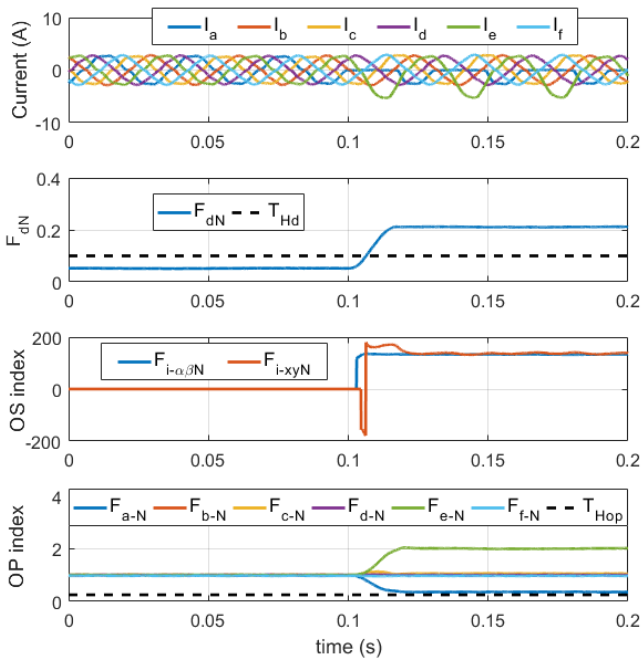 I_a I_b I_c I_d I_e I_f
Current (A)
10
0
-10
0 0.05 0.1 0.15 0.2
F_dN T_Hd
F_dN
0.4
0.2
0
0 0.05 0.1 0.15 0.2
F_i-αβN F_i-xyN
OS index
200
0
-200
0 0.05 0.1 0.15 0.2
F_a-N F_b-N F_c-N F_d-N F_e-N F_f-N T_Hop
OP index
4
2
0
0 0.05 0.1 0.15 0.2
time (s)